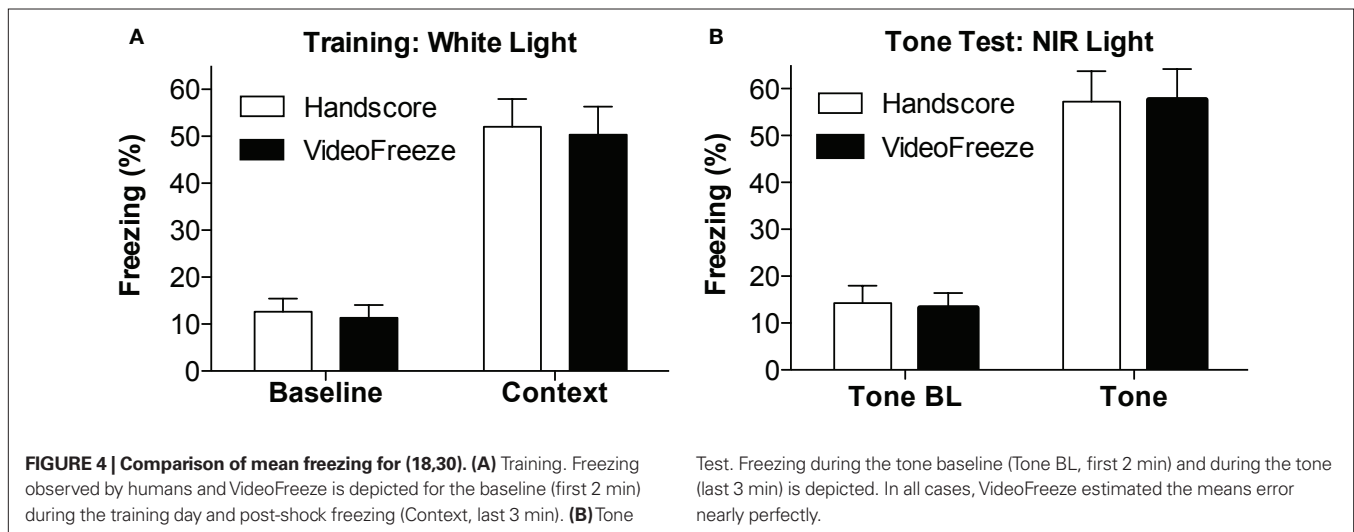 A
Training: White Light
Freezing (%)
60
50
40
30
20
10
0
Handscore
VideoFreeze
Baseline
Context
B
Tone Test: NIR Light
Freezing (%)
60
50
40
30
20
10
0
Handscore
VideoFreeze
Tone BL
Tone
FIGURE 4 | Comparison of mean freezing for (18,30). (A) Training. Freezing
observed by humans and VideoFreeze is depicted for the baseline (first 2 min)
during the training day and post-shock freezing (Context, last 3 min). (B) Tone
Test. Freezing during the tone baseline (Tone BL, first 2 min) and during the tone
(last 3 min) is depicted. In all cases, VideoFreeze estimated the means error
nearly perfectly.